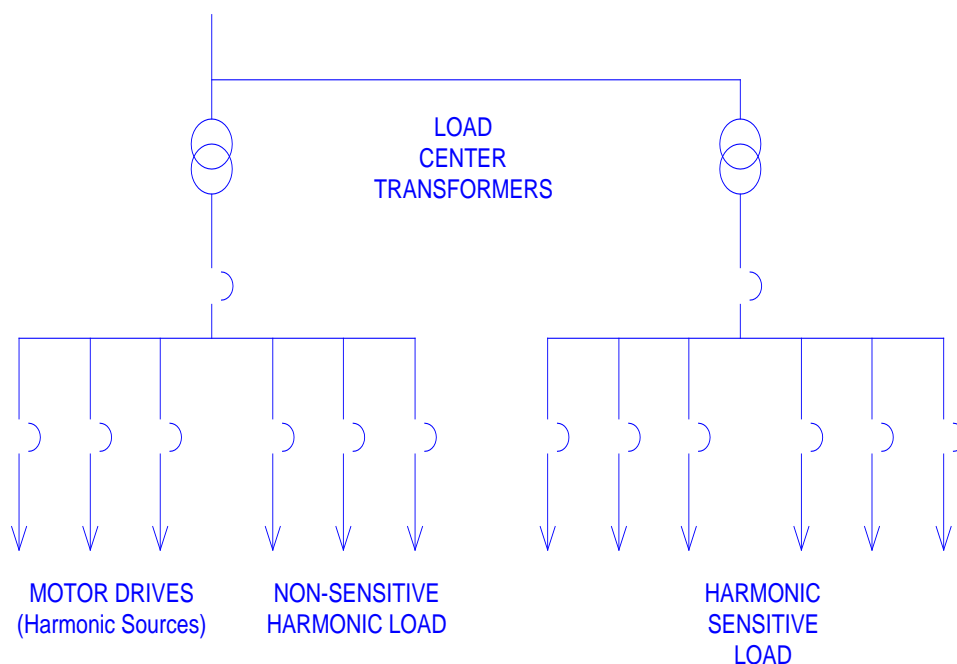 LOAD
CENTER
TRANSFORMERS
MOTOR DRIVES
(Harmonic Sources)
NON-SENSITIVE
HARMONIC LOAD
HARMONIC
SENSITIVE
LOAD